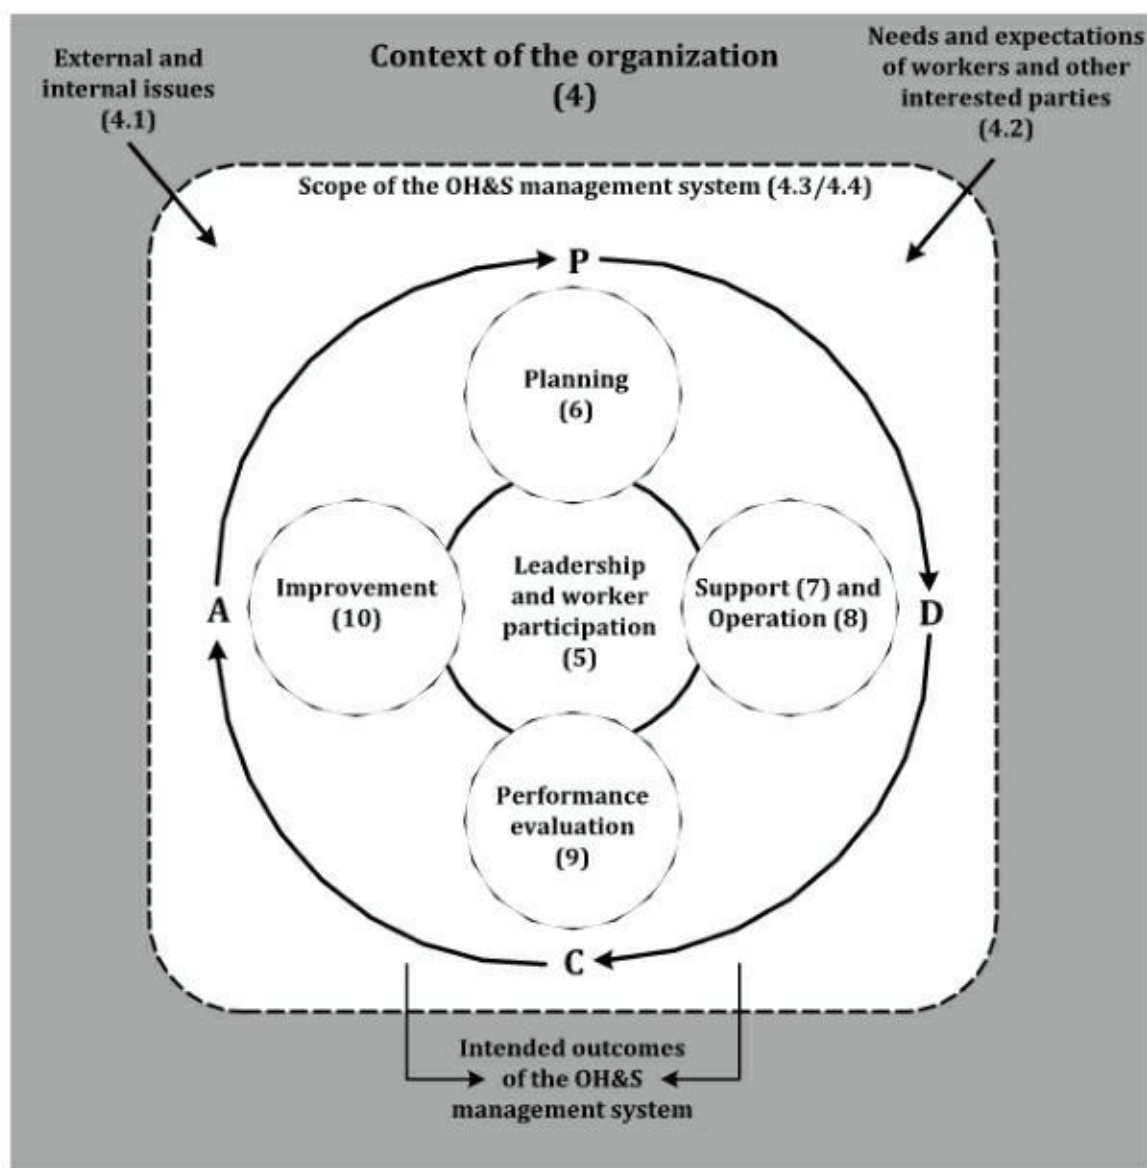 External and
internal issues
(4.1)
Context of the organization
(4)
Needs and expectations
of workers and other
interested parties
(4.2)
Scope of the OH&S management system (4.3/4.4)
P
Planning
(6)
A
Improvement
(10)
Leadership
and worker
participation
(5)
Support (7) and
Operation (8)
D
Performance
evaluation
(9)
C
Intended outcomes
of the OH&S
management system